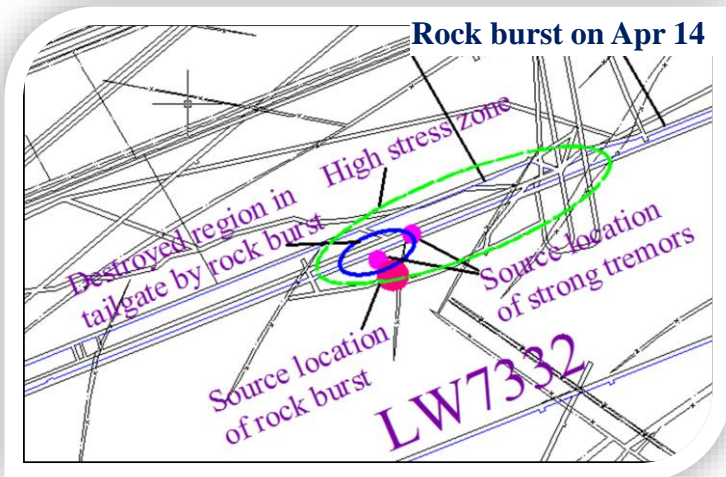 Rock burst on Apr 14
High stress zone
Destroyed region in
tailgate by rock burst
Source location
of strong tremors
Source location
of rock burst
LW7332